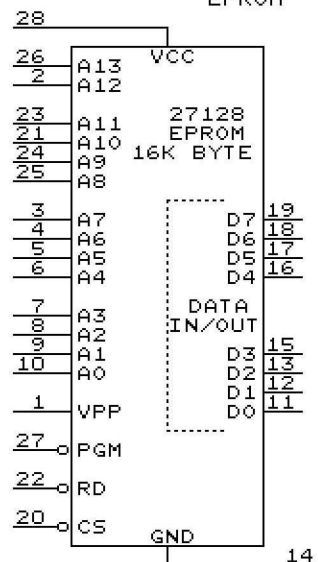 EPROM
28
VCC
26 A13
2 A12
27128
23 A11
EPROM
21 A10
16K BYTE
24 A9
25 A8
3 A7 D7 19
4 A6 D6 18
5 A5 D5 17
6 A4 D4 16
7 A3
DATA
8 A2
IN/OUT
9 A1 D3 15
10 A0 D2 13
D1 12
1 VPP D0 11
27 PGM
22 RD
20 CS
GND
14